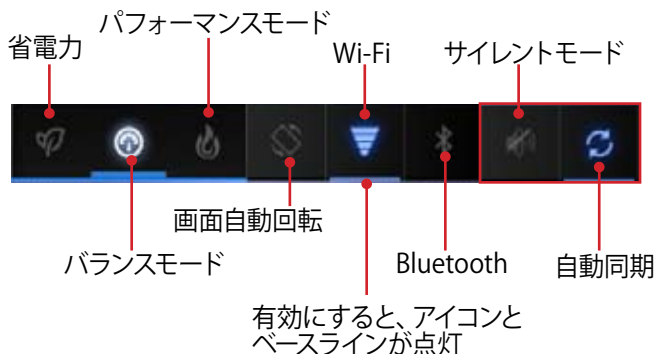 パフォーマンスモード
省電力
Wi-Fi
サイレントモード
画面自動回転
バランスモード
Bluetooth
自動同期
有効にすると、アイコンと
ベースラインが点灯